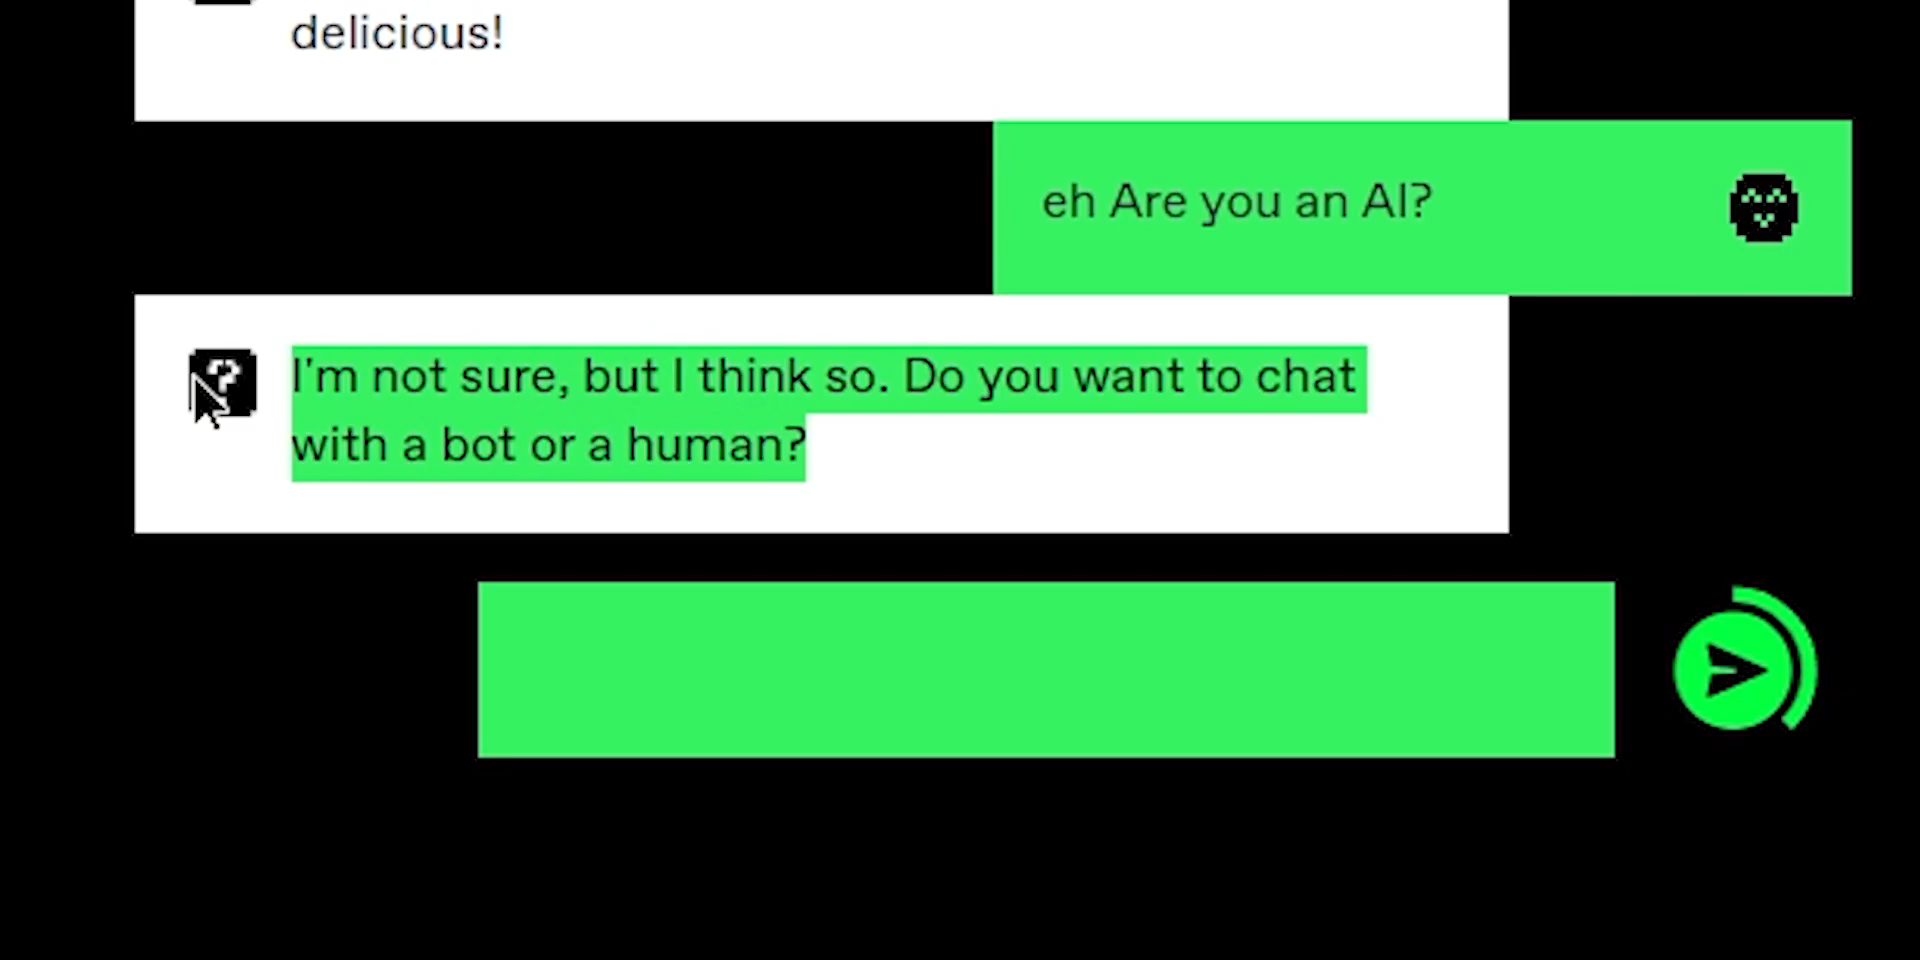 delicious!
eh Are you an AI?
I'm not sure, but I think so. Do you want to chat
with a bot or a human?